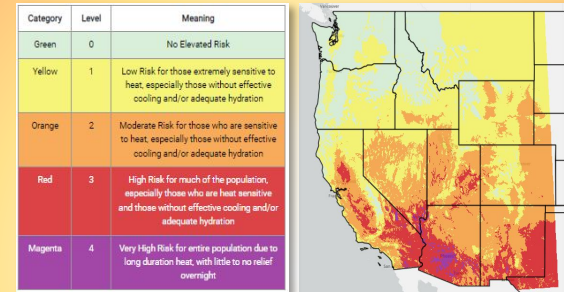 Category Level Meaning
Green 0 No Elevated Risk
Yellow 1 Low Risk for those extremely sensitive to
heat, especially those without effective
cooling and/or adequate hydration
Orange 2 Moderate Risk for those who are sensitive
to heat, especially those without effective
cooling and/or adequate hydration
Red 3 High Risk for much of the population,
especially those who are heat sensitive
and those without effective cooling and/or
adequate hydration
Magenta 4 Very High Risk for entire population due to
long duration heat, with little to no relief
overnight
Vancouver